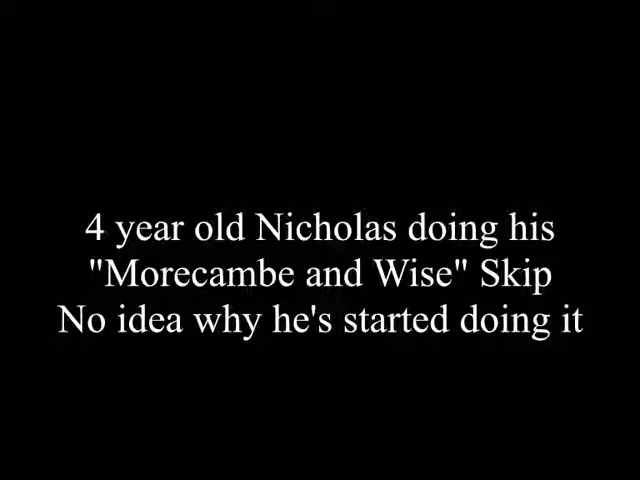 4 year old Nicholas doing his
"Morecambe and Wise" Skip
No idea why he's started doing it